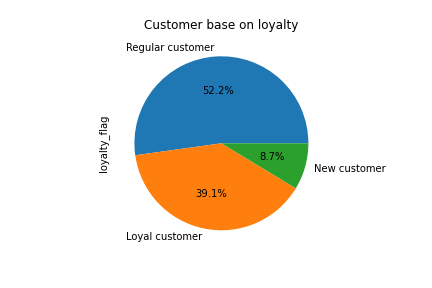 Customer base on loyalty
Regular customer
52.2%
loyalty_flag
8.7%
New customer
39.1%
Loyal customer